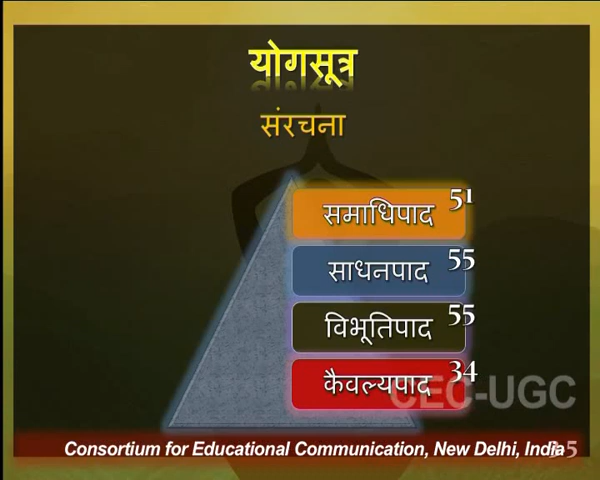 योगसूत्र
संरचना
समाधिपाद 51
साधनपाद 55
विभूतिपाद 55
कैवल्यपाद 34
CEC-UGC
Consortium for Educational Communication, New Delhi, India